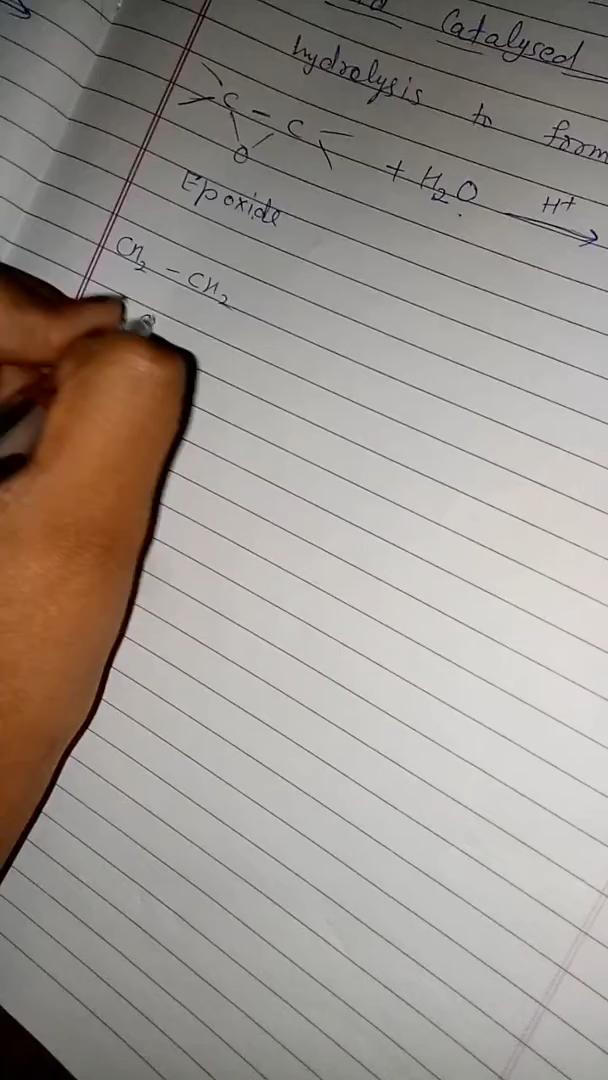 Catalysed
hydrolysis to form
C - C
O
+ H2O H+
Epoxide
CH2 - CH2